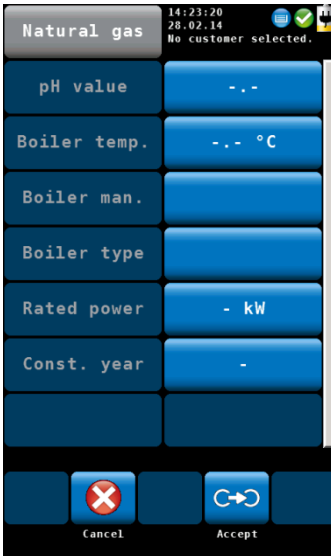 Natural gas
14:23:20
28.02.14
No customer selected.
pH value -.-
Boiler temp. -.- °C
Boiler man.
Boiler type
Rated power - kW
Const. year -
Cancel Accept